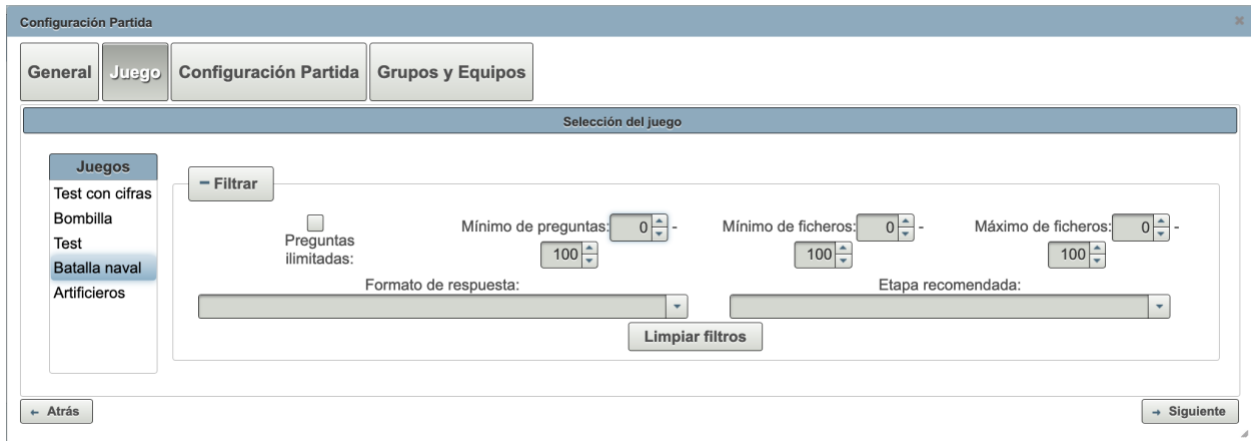 Configuración Partida
General Juego Configuración Partida Grupos y Equipos
Selección del juego
Juegos
Test con cifras
Bombilla
Test
Batalla naval
Artificieros
Filtrar
Preguntas
ilimitadas:
Mínimo de preguntas: 0 -
100
Mínimo de ficheros: 0 -
100
Máximo de ficheros: 0 -
100
Formato de respuesta:
Etapa recomendada:
Limpiar filtros
Atrás
Siguiente